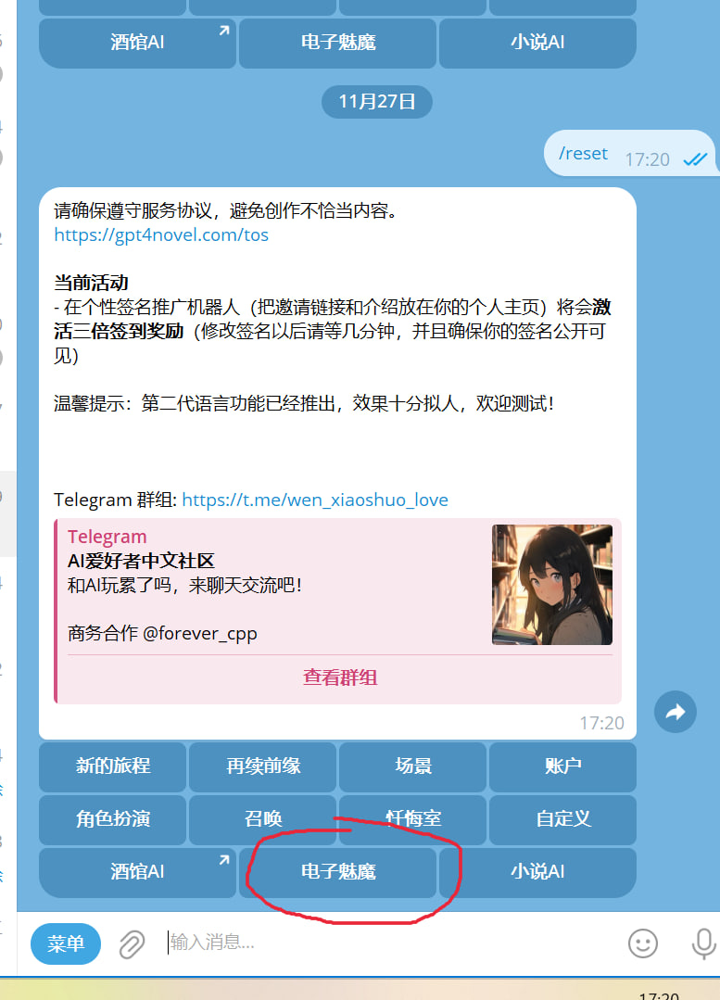 酒馆AI
电子魅魔
小说AI
11月27日
/reset 17:20
请确保遵守服务协议，避免创作不恰当内容。
https://gpt4novel.com/tos
当前活动
- 在个性签名推广机器人（把邀请链接和介绍放在你的个人主页）将会激
活三倍签到奖励（修改签名以后请等几分钟，并且确保你的签名公开可
见）
温馨提示：第二代语言功能已经推出，效果十分拟人，欢迎测试！
Telegram 群组: https://t.me/wen_xiaoshuo_love
Telegram
AI爱好者中文社区
和AI玩累了吗，来聊天交流吧！
商务合作 @forever_cpp
查看群组
17:20
新的旅程
再续前缘
场景
账户
角色扮演
召唤
忏悔室
自定义
酒馆AI
电子魅魔
小说AI
菜单
输入消息...
17:20